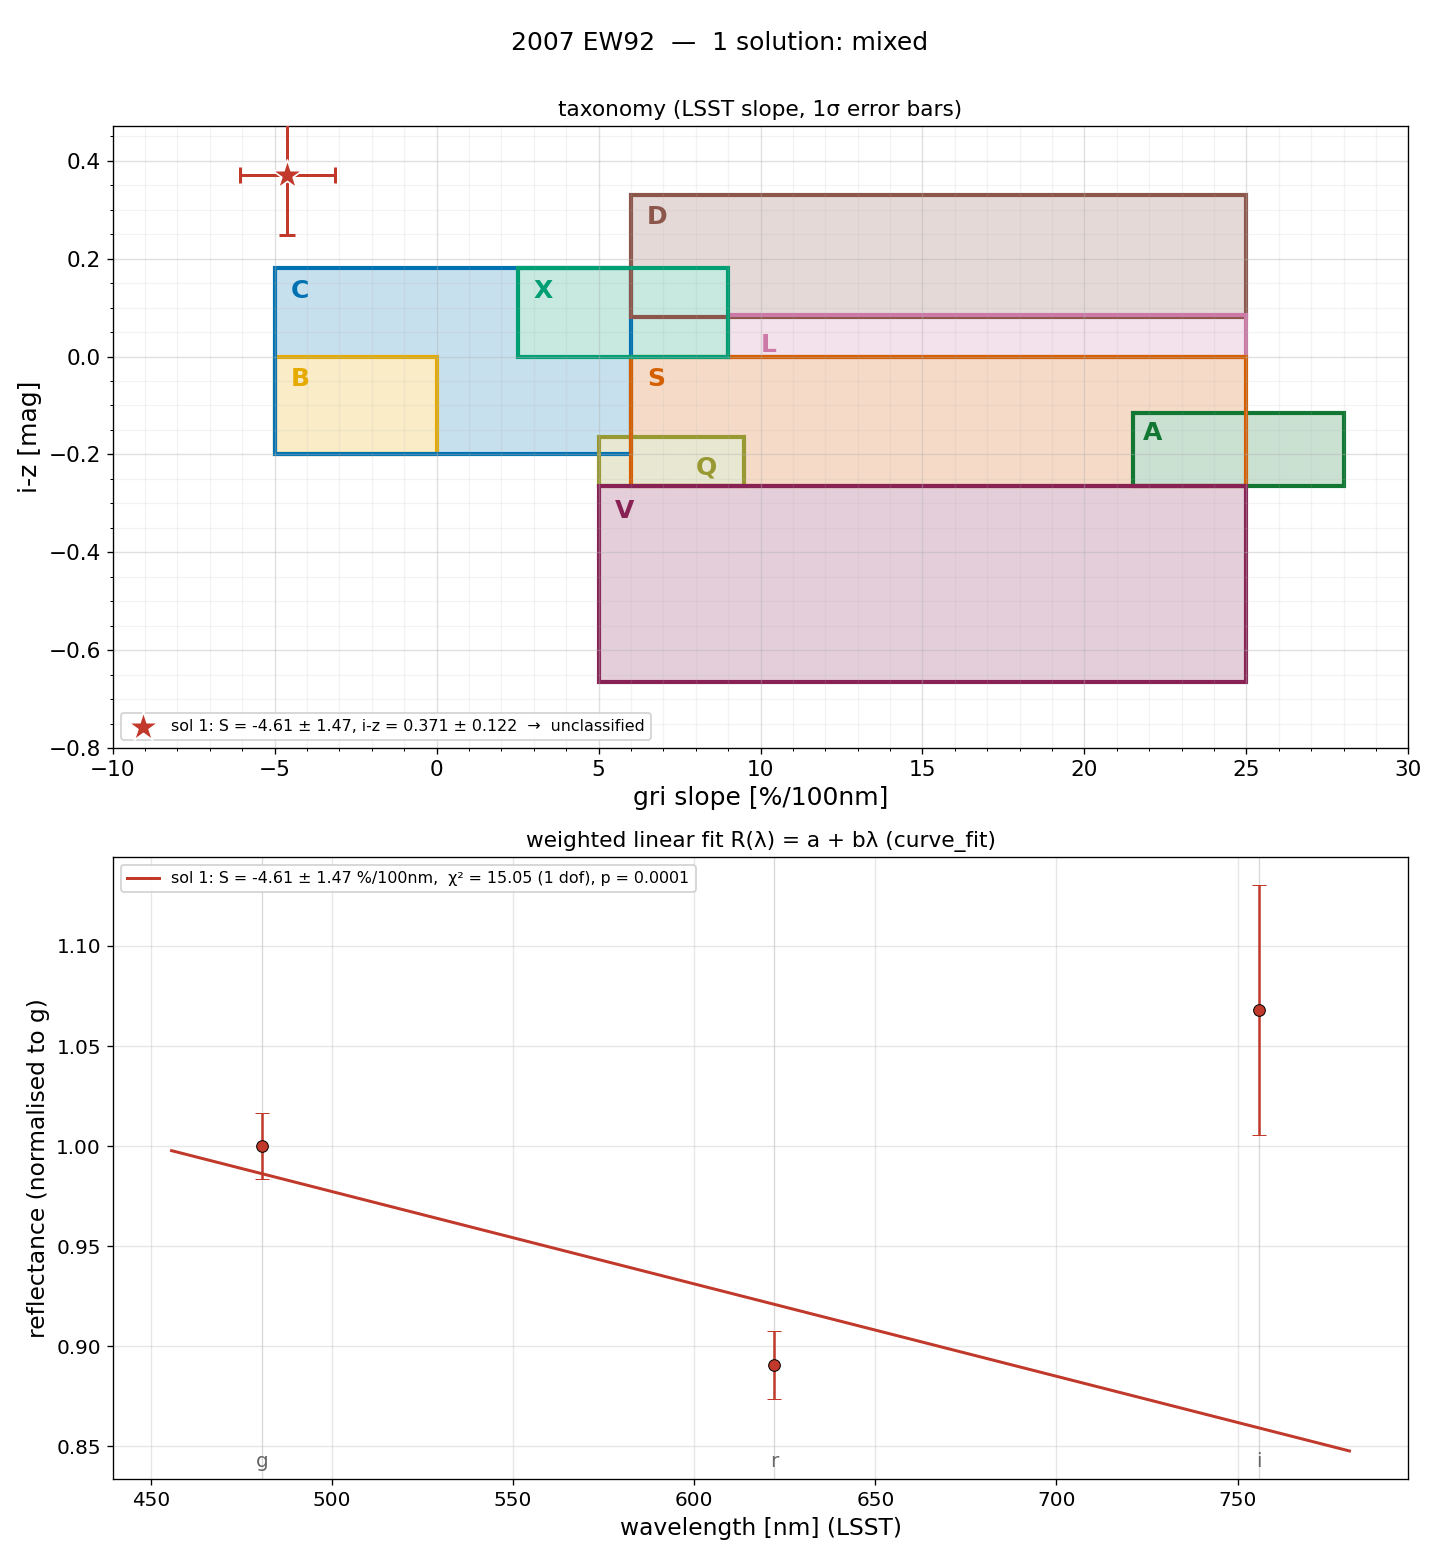 2007 EW92 — 1 solution: mixed
taxonomy (LSST slope, 1σ error bars)
i-z [mag]
0.4
0.2
0.0
−0.2
−0.4
−0.6
−0.8
D
C
X
L
B
S
A
Q
V
sol 1: S = -4.61 ± 1.47, i-z = 0.371 ± 0.122 → unclassified
−10
−5
0
5
10
15
20
25
30
gri slope [%/100nm]
weighted linear fit R(λ) = a + bλ (curve_fit)
sol 1: S = -4.61 ± 1.47 %/100nm, χ² = 15.05 (1 dof), p = 0.0001
reflectance (normalised to g)
1.10
1.05
1.00
0.95
0.90
0.85
g
r
i
450
500
550
600
650
700
750
wavelength [nm] (LSST)